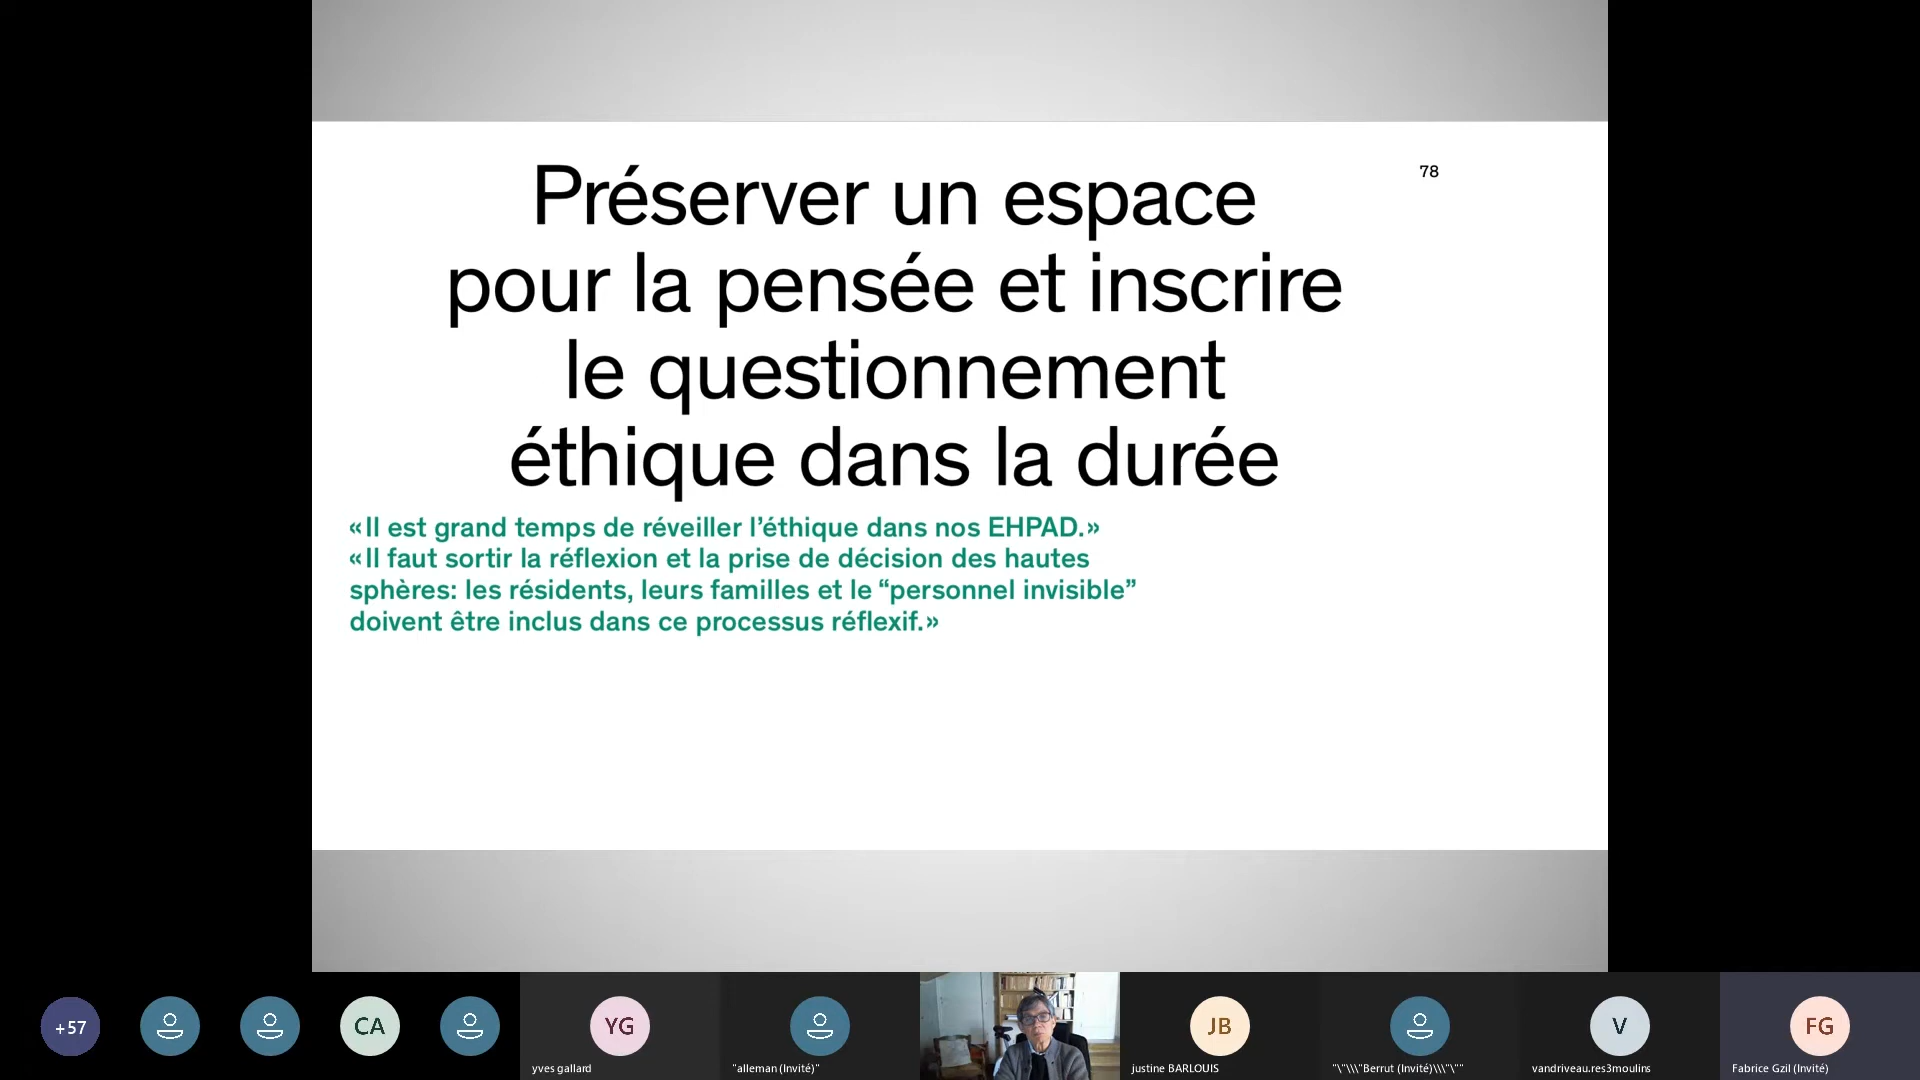 Préserver un espace
78
pour la pensée et inscrire
le questionnement
éthique dans la durée
«Il est grand temps de réveiller l’éthique dans nos EHPAD.»
«Il faut sortir la réflexion et la prise de décision des hautes
sphères: les résidents, leurs familles et le “personnel invisible”
doivent être inclus dans ce processus réflexif.»
+57
CA
YG
JB
V
FG
yves gallard
"alleman (Invité)"
justine BARLOUIS
"\"\\\"Berrut (Invité)\\\"\""
vandriveau.res3moulins
Fabrice Gzil (Invité)